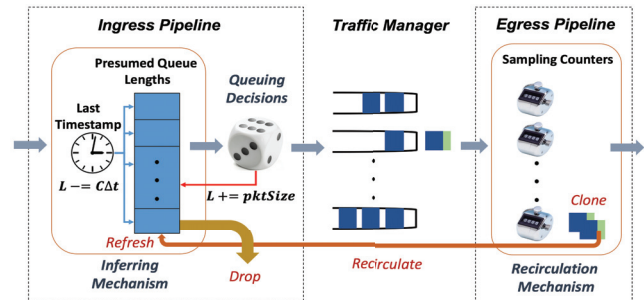 Ingress Pipeline
Traffic Manager
Egress Pipeline
Presumed Queue
Lengths
Queuing
Decisions
Sampling Counters
Last
Timestamp
L −= CΔt
L += pktSize
Clone
Refresh
Inferring
Mechanism
Drop
Recirculate
Recirculation
Mechanism